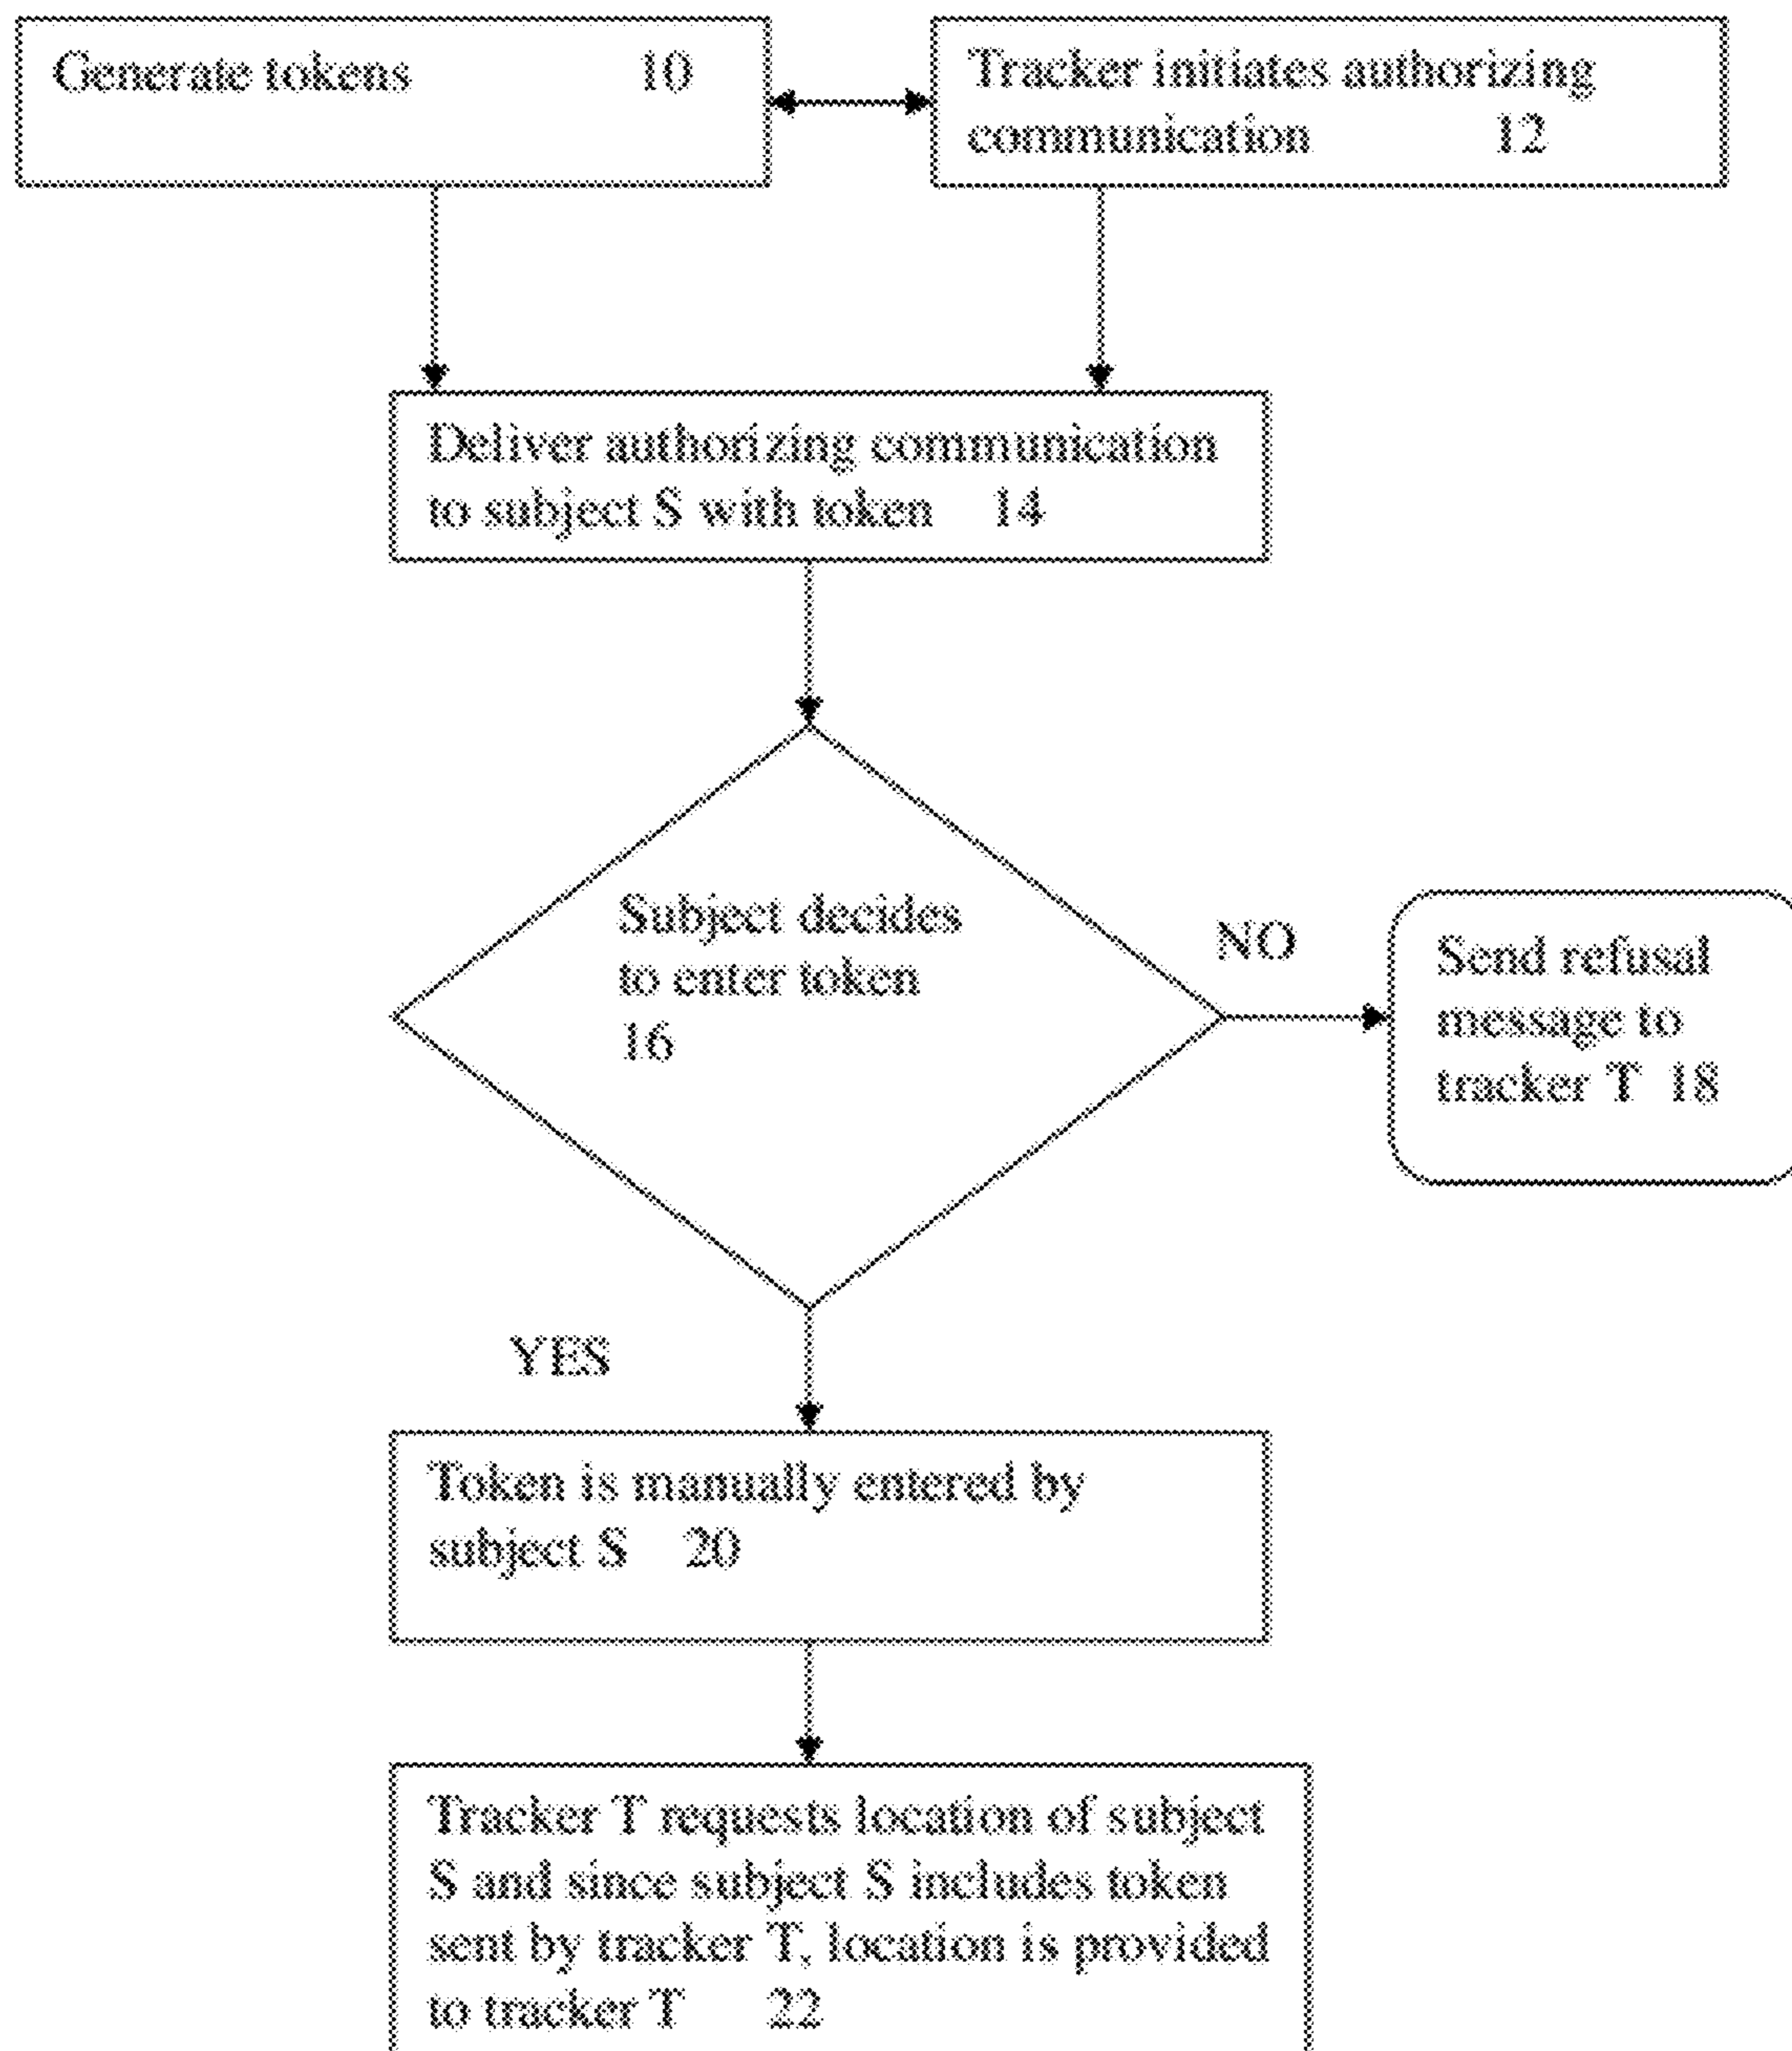 Generate tokens 10
Tracker initiates authorizing
communication 12
Deliver authorizing communication
to subject S with token 14
Subject decides
to enter token
16
NO
Send refusal
message to
tracker T 18
YES
Token is manually entered by
subject S 20
Tracker T requests location of subject
S and since subject S includes token
sent by tracker T, location is provided
to tracker T 22